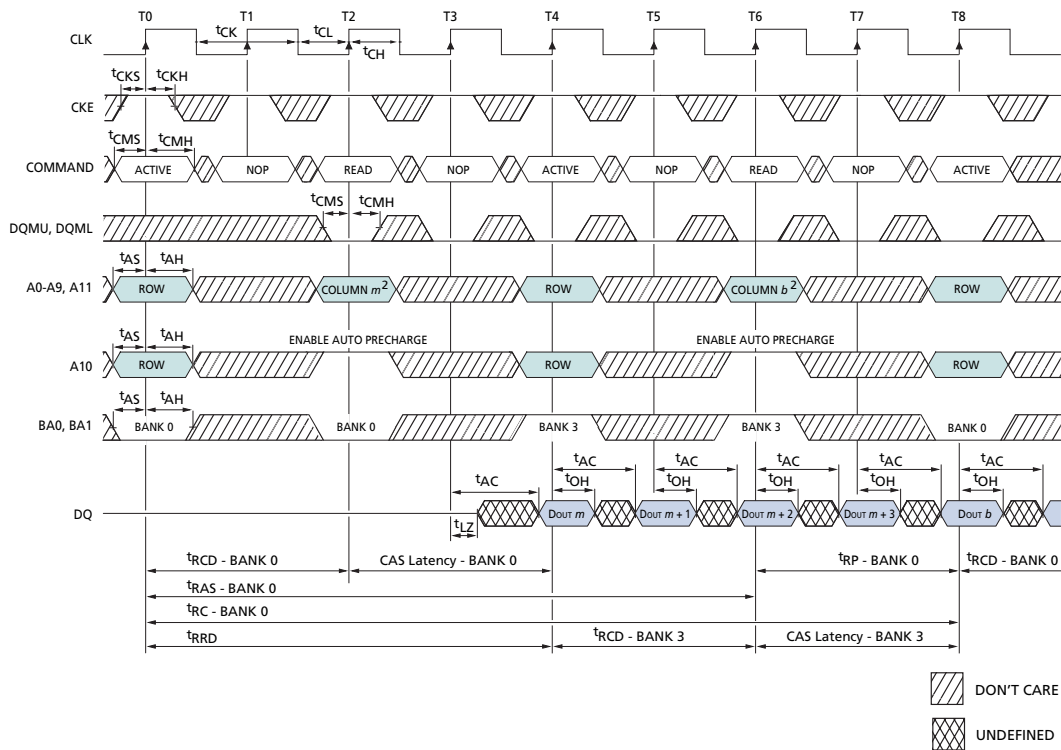 T0 T1 T2 T3 T4 T5 T6 T7 T8
CLK
tCK tCL tCH
tCKS tCKH
CKE
tCMS tCMH
COMMAND ACTIVE NOP READ NOP ACTIVE NOP READ NOP ACTIVE
tCMS tCMH
DQMU, DQML
tAS tAH
A0-A9, A11 ROW COLUMN m² ROW COLUMN b² ROW
tAS tAH ENABLE AUTO PRECHARGE ENABLE AUTO PRECHARGE
A10 ROW ROW ROW
tAS tAH
BA0, BA1 BANK 0 BANK 0 BANK 3 BANK 3 BANK 0
tAC tAC tAC tAC tAC tAC
tOH tOH tOH tOH tOH
DQ DOUT m DOUT m + 1 DOUT m + 2 DOUT m + 3 DOUT b
tLZ
tRCD - BANK 0 CAS Latency - BANK 0 tRP - BANK 0 tRCD - BANK 0
tRAS - BANK 0
tRC - BANK 0
tRRD tRCD - BANK 3 CAS Latency - BANK 3
DON'T CARE
UNDEFINED